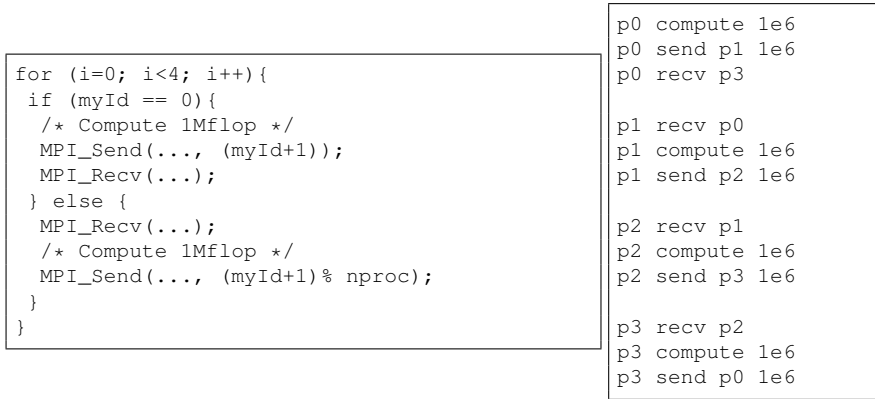 for (i=0; i<4; i++){
 if (myId == 0){
  /* Compute 1Mflop */
  MPI_Send(..., (myId+1));
  MPI_Recv(...);
 } else {
  MPI_Recv(...);
  /* Compute 1Mflop */
  MPI_Send(..., (myId+1)% nproc);
 }
}
p0 compute 1e6
p0 send p1 1e6
p0 recv p3
p1 recv p0
p1 compute 1e6
p1 send p2 1e6
p2 recv p1
p2 compute 1e6
p2 send p3 1e6
p3 recv p2
p3 compute 1e6
p3 send p0 1e6